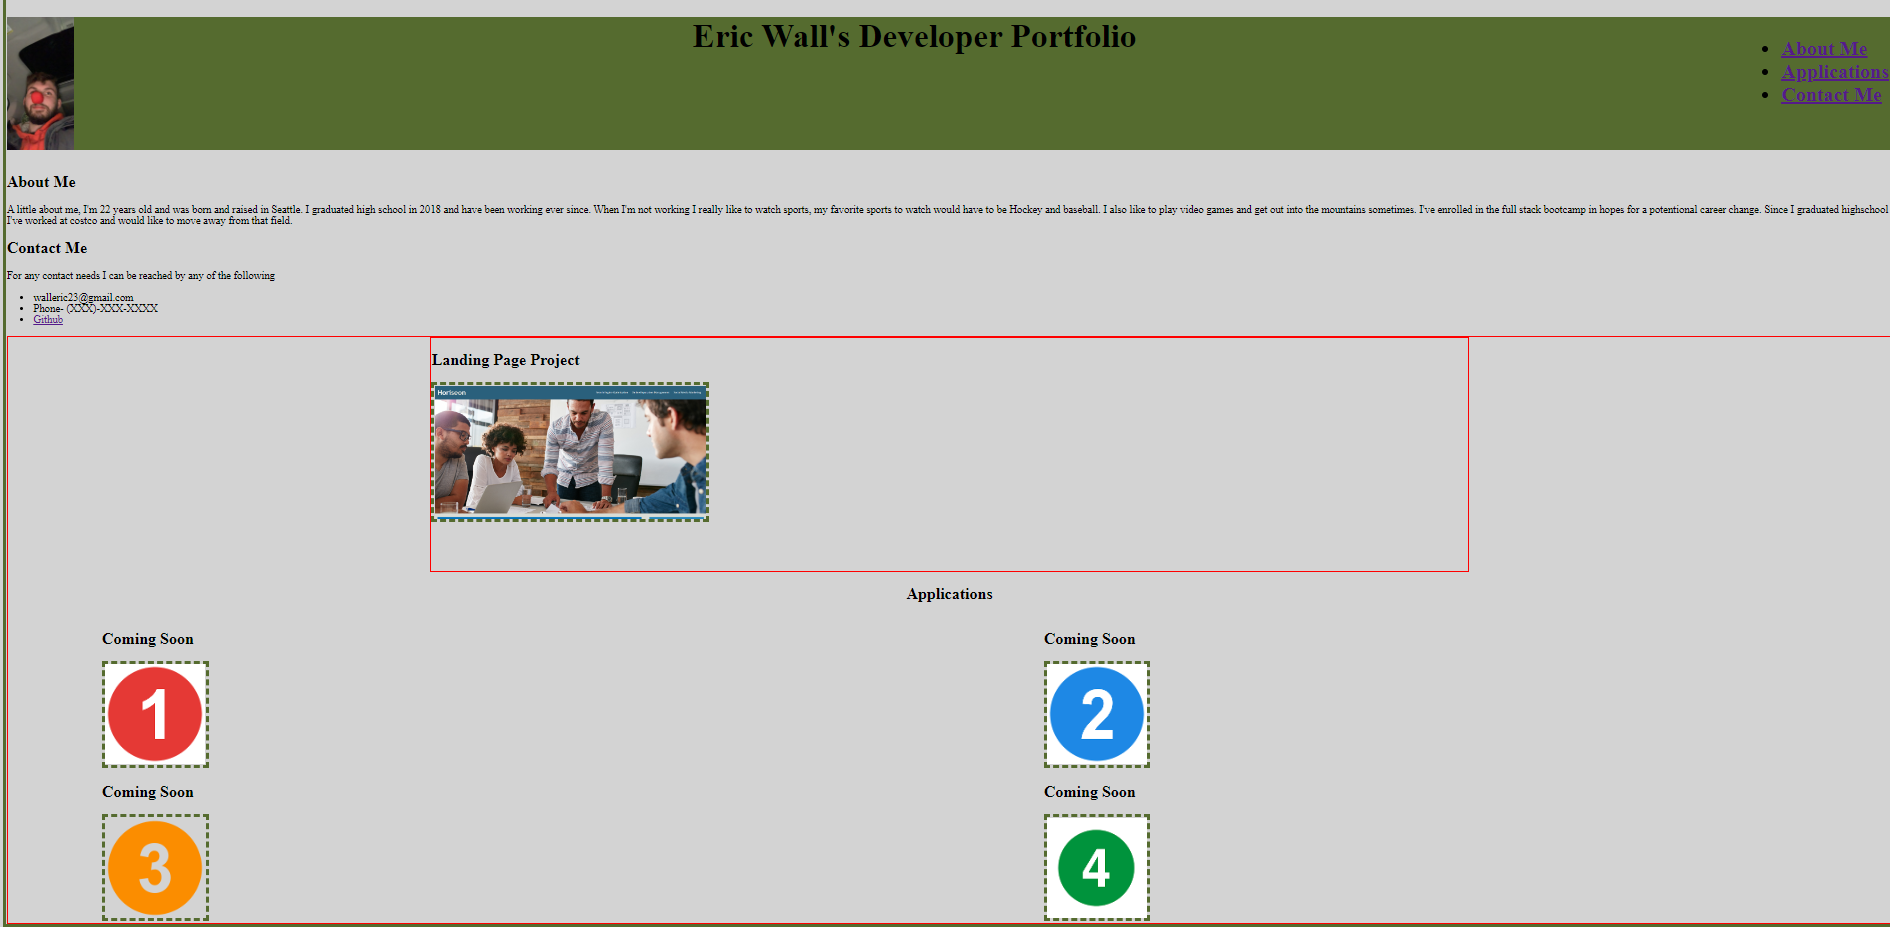 Eric Wall's Developer Portfolio
About Me
Applications
Contact Me
About Me
A little about me, I'm 22 years old and was born and raised in Seattle. I graduated high school in 2018 and have been working ever since. When I'm not working I really like to watch sports, my favorite sports to watch would have to be Hockey and baseball. I also like to play video games and get out into the mountains sometimes. I've enrolled in the full stack bootcamp in hopes for a potentional career change. Since I graduated highschool
I've worked at costco and would like to move away from that field.
Contact Me
For any contact needs I can be reached by any of the following
walleric23@gmail.com
Phone- (XXX)-XXX-XXXX
Github
Landing Page Project
Horiseon
Applications
Coming Soon
Coming Soon
1
2
Coming Soon
Coming Soon
3
4